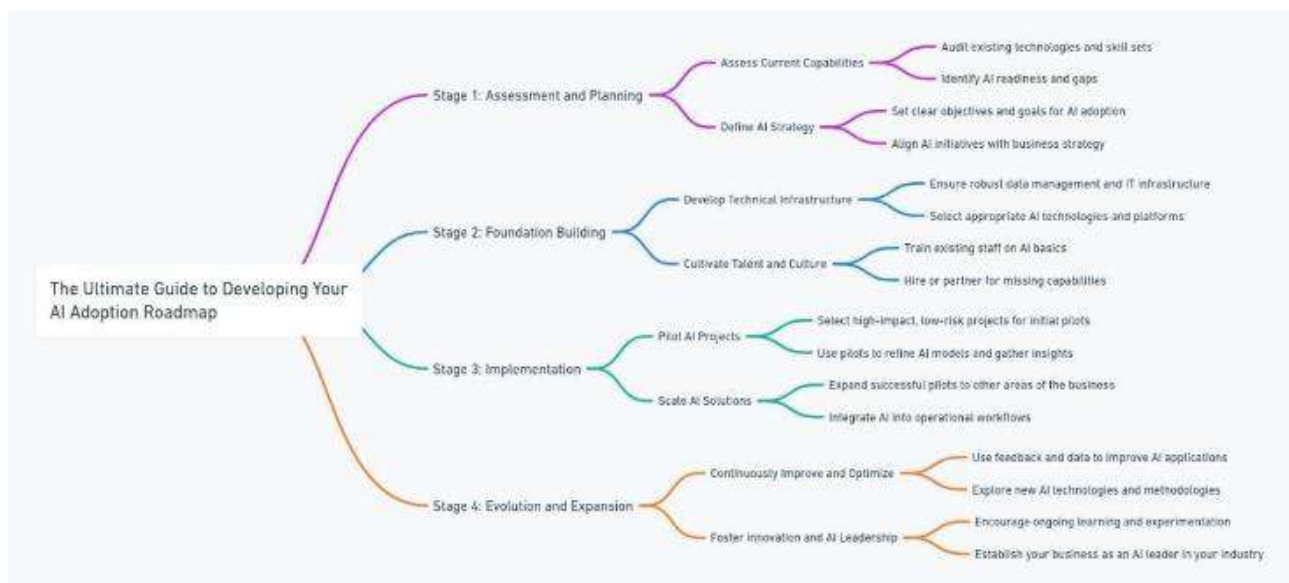 The Ultimate Guide to Developing Your
AI Adoption Roadmap
Stage 1: Assessment and Planning
Assess Current Capabilities
Audit existing technologies and skill sets
Identify AI readiness and gaps
Define AI Strategy
Set clear objectives and goals for AI adoption
Align AI initiatives with business strategy
Stage 2: Foundation Building
Develop Technical Infrastructure
Ensure robust data management and IT infrastructure
Select appropriate AI technologies and platforms
Cultivate Talent and Culture
Train existing staff on AI basics
Hire or partner for missing capabilities
Stage 3: Implementation
Pilot AI Projects
Select high-impact, low-risk projects for initial pilots
Use pilots to refine AI models and gather insights
Scale AI Solutions
Expand successful pilots to other areas of the business
Integrate AI into operational workflows
Stage 4: Evolution and Expansion
Continuously Improve and Optimize
Use feedback and data to improve AI applications
Explore new AI technologies and methodologies
Foster Innovation and AI Leadership
Encourage ongoing learning and experimentation
Establish your business as an AI leader in your industry